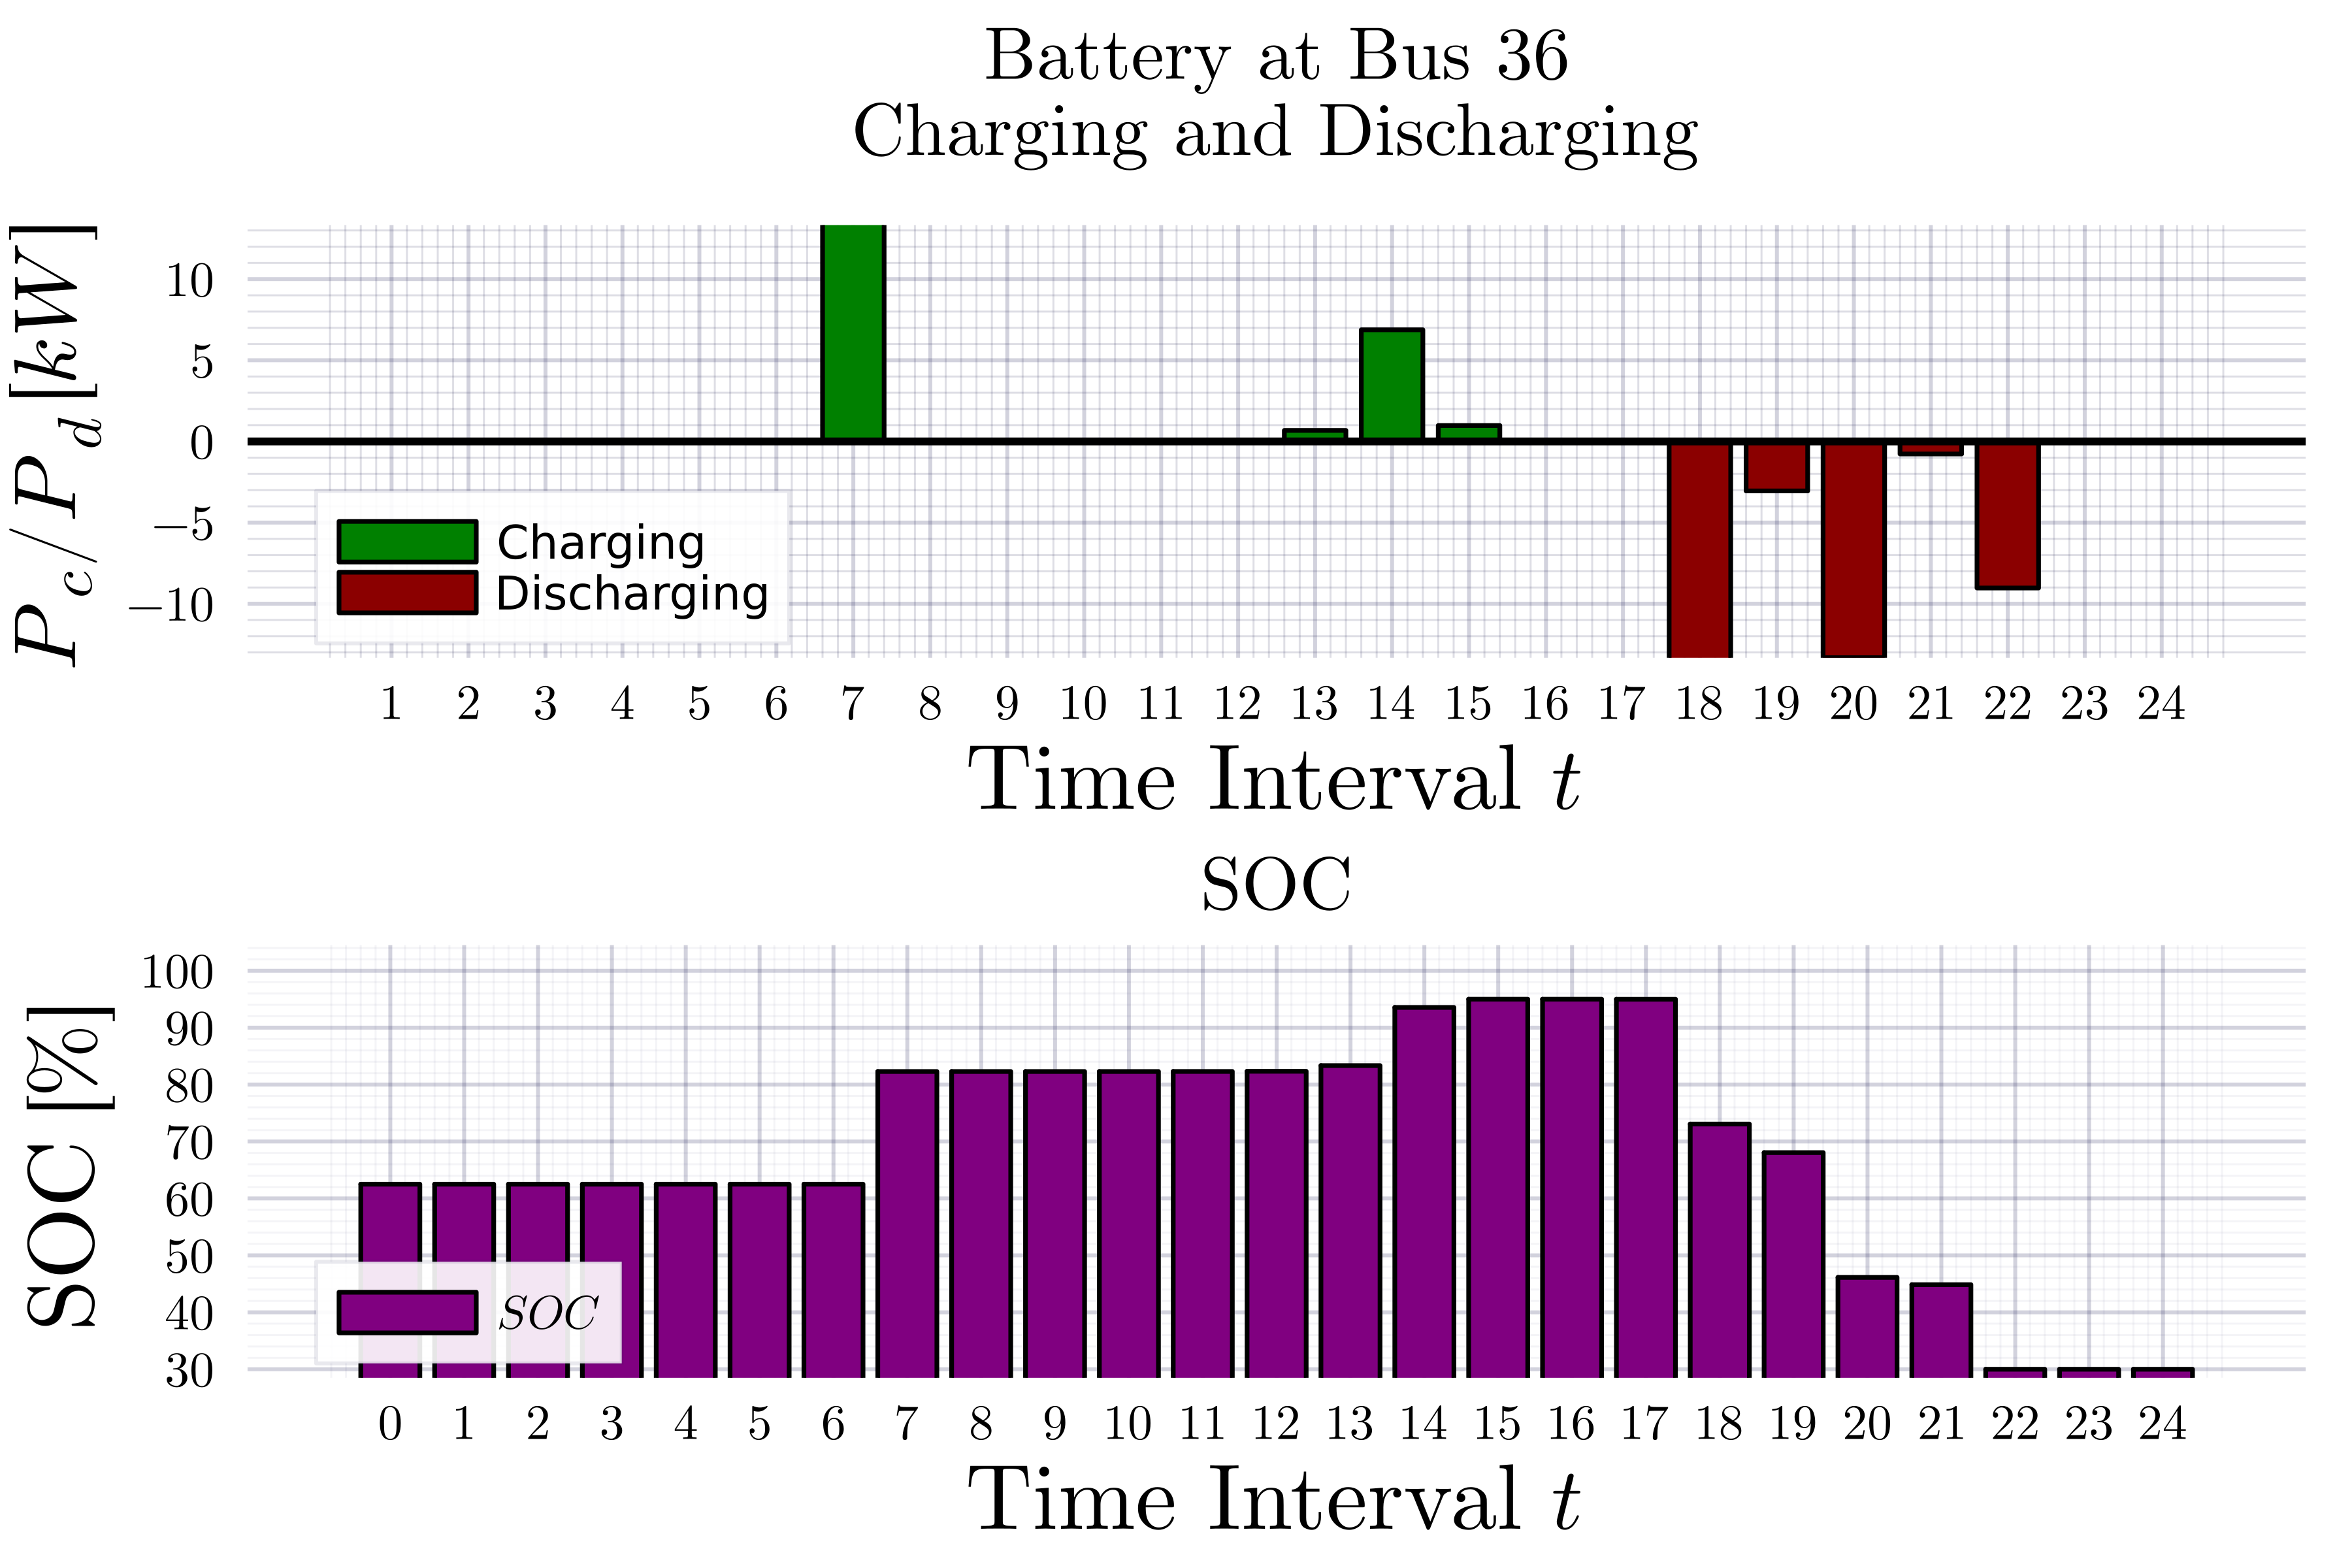 Battery at Bus 36
Charging and Discharging
P_c/P_d [kW]
10
5
0
−5
−10
Charging
Discharging
1 2 3 4 5 6 7 8 9 10 11 12 13 14 15 16 17 18 19 20 21 22 23 24
Time Interval t
SOC
SOC [%]
100
90
80
70
60
50
40
30
SOC
0 1 2 3 4 5 6 7 8 9 10 11 12 13 14 15 16 17 18 19 20 21 22 23 24
Time Interval t